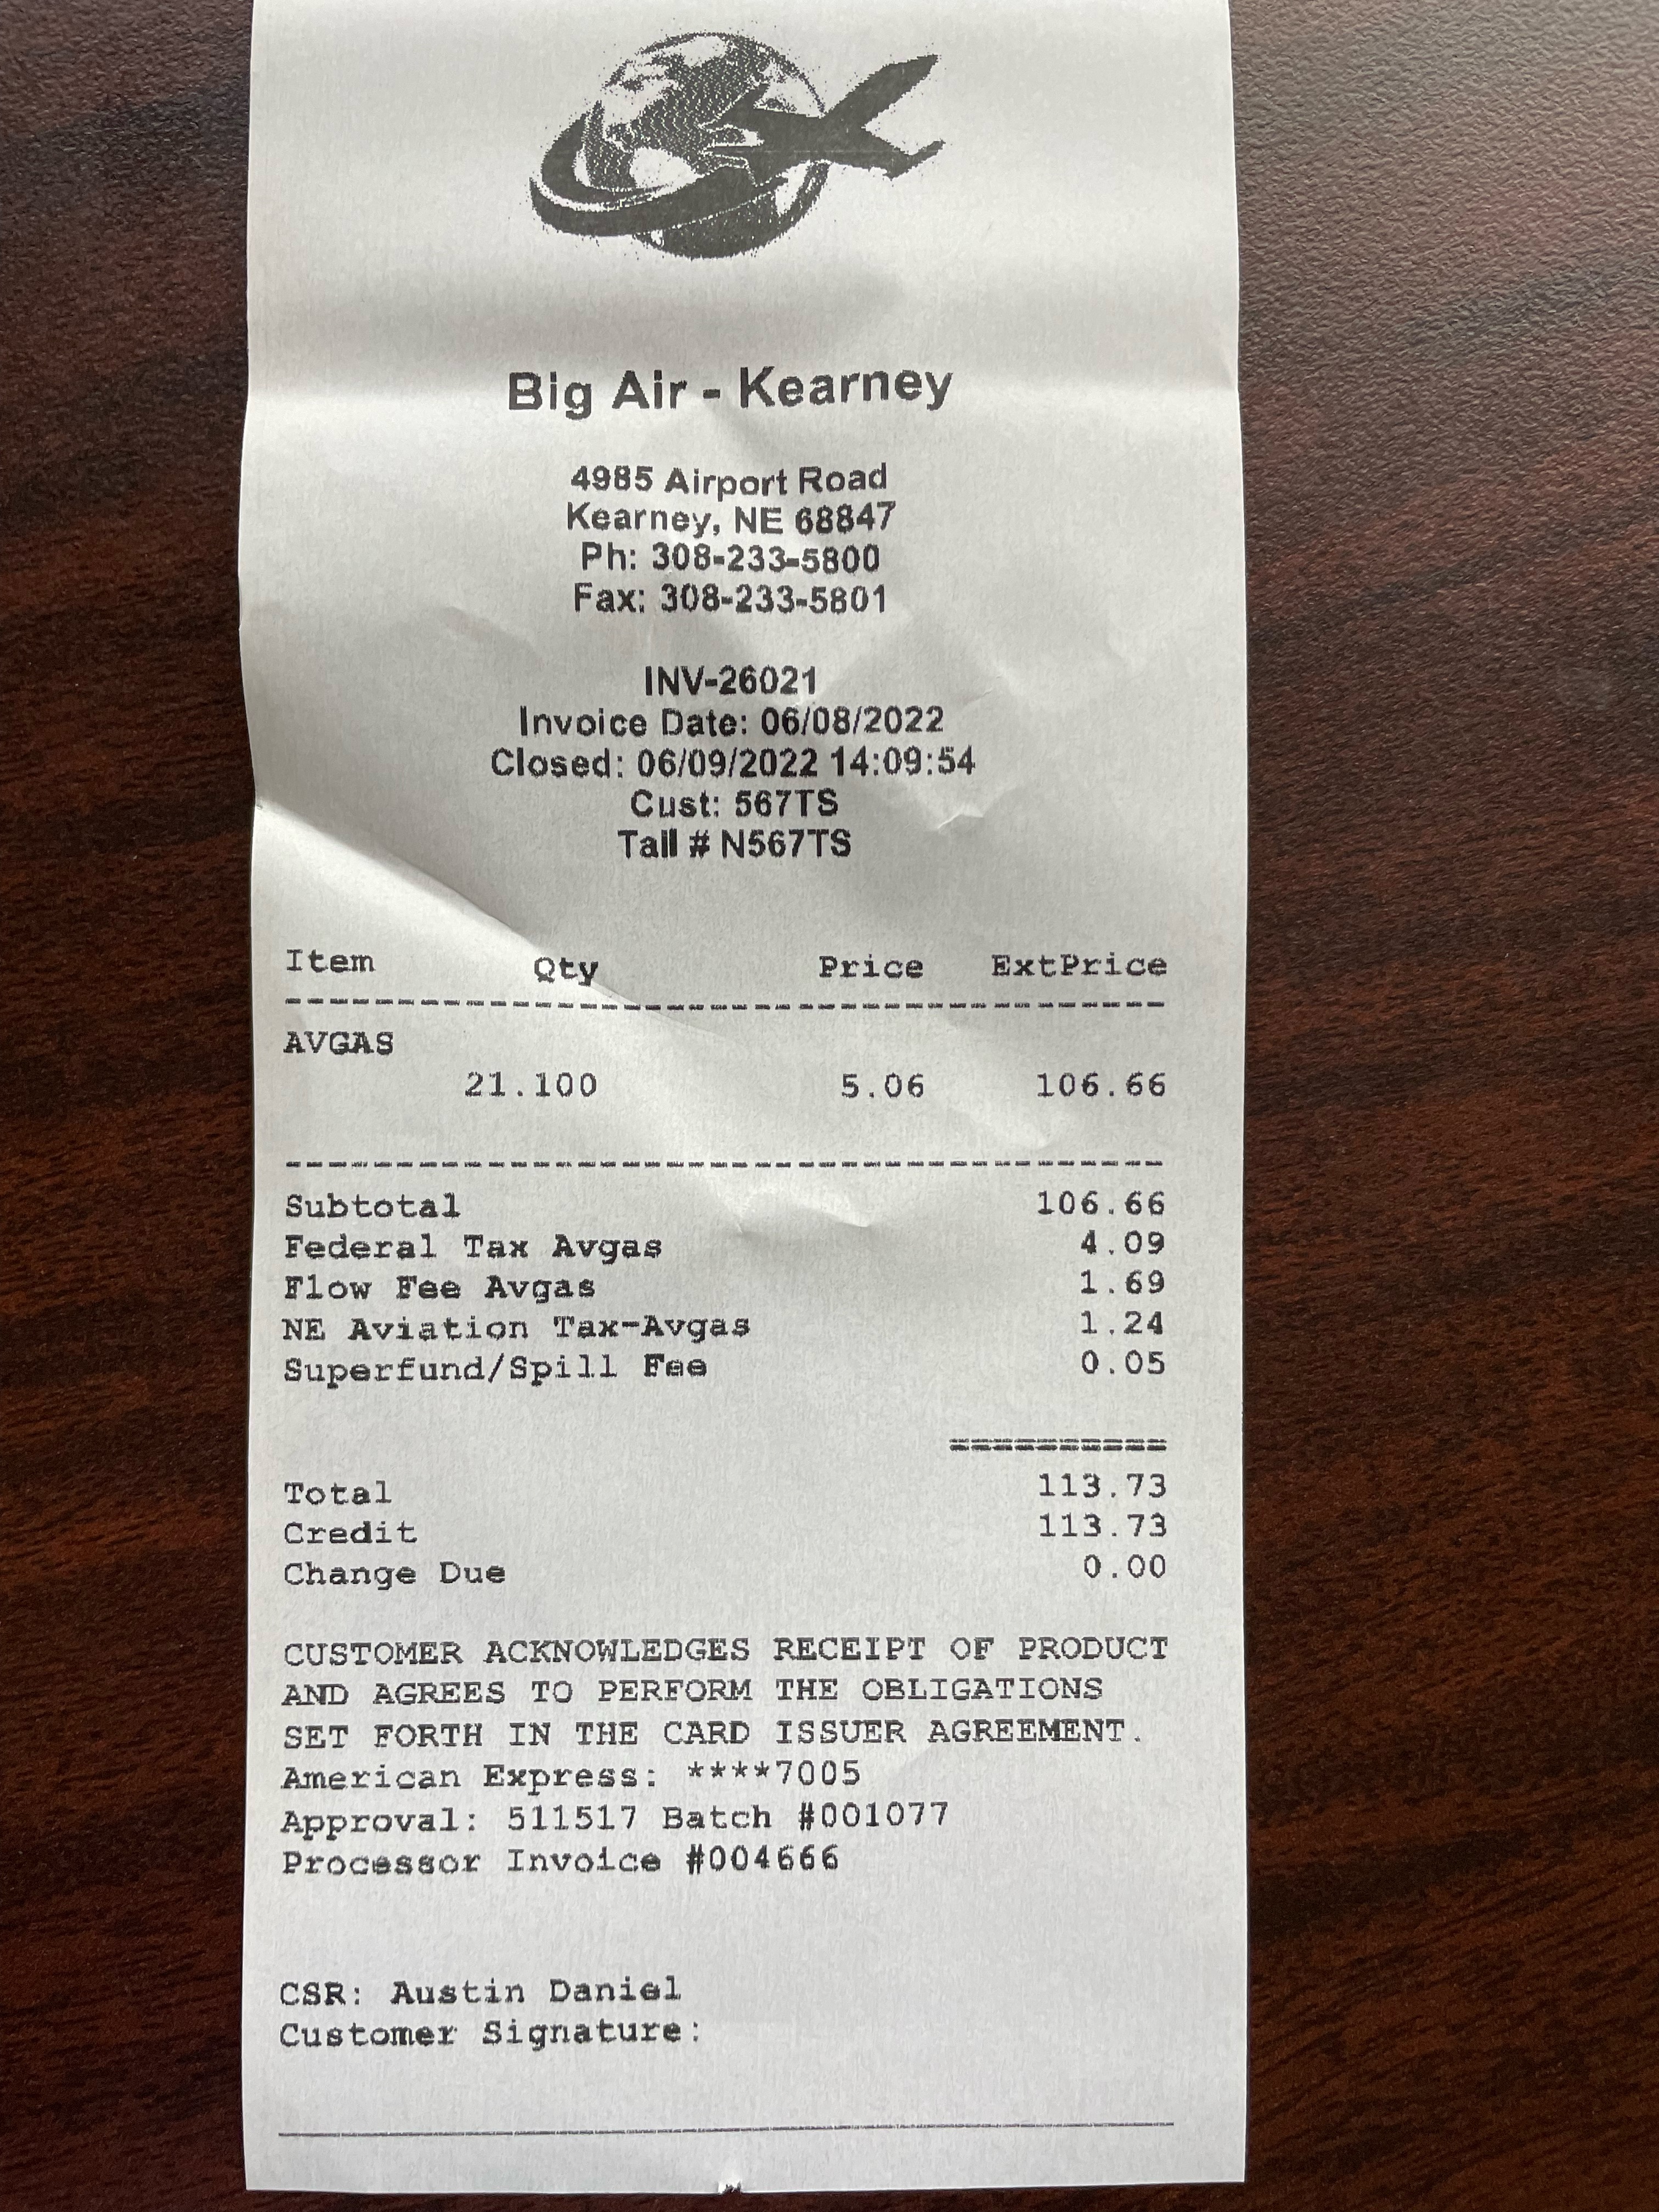 Big Air - Kearney
4985 Airport Road
Kearney, NE 68847
Ph: 308-233-5800
Fax: 308-233-5801
INV-26021
Invoice Date: 06/08/2022
Closed: 06/09/2022 14:09:54
Cust: 567TS
Tail # N567TS
Item Qty Price ExtPrice
--------------------------------
AVGAS
21.100 5.06 106.66
--------------------------------
Subtotal 106.66
Federal Tax Avgas 4.09
Flow Fee Avgas 1.69
NE Aviation Tax-Avgas 1.24
Superfund/Spill Fee 0.05
==========
Total 113.73
Credit 113.73
Change Due 0.00
CUSTOMER ACKNOWLEDGES RECEIPT OF PRODUCT
AND AGREES TO PERFORM THE OBLIGATIONS
SET FORTH IN THE CARD ISSUER AGREEMENT.
American Express: ****7005
Approval: 511517 Batch #001077
Processor Invoice #004666
CSR: Austin Daniel
Customer Signature: